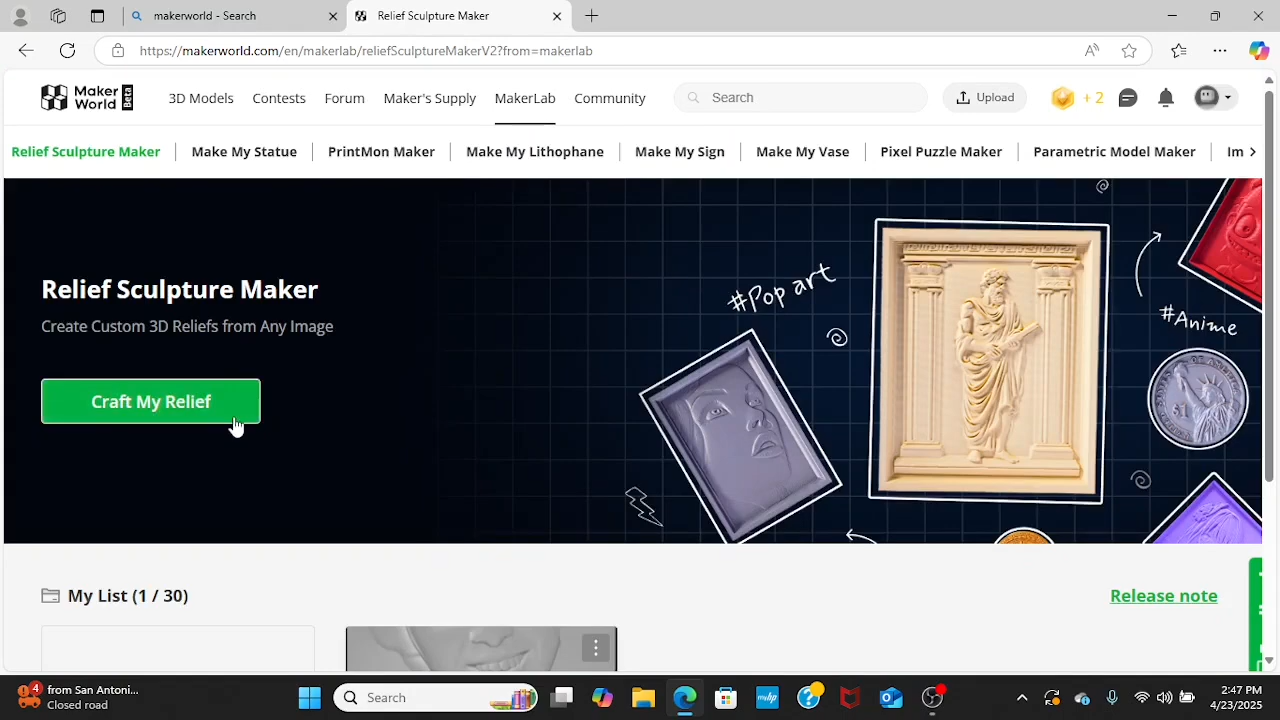 makerworld - Search
Relief Sculpture Maker
https://makerworld.com/en/makerlab/reliefSculptureMakerV2?from=makerlab
Maker World Beta
3D Models
Contests
Forum
Maker's Supply
MakerLab
Community
Search
Upload
+ 2
Relief Sculpture Maker
Make My Statue
PrintMon Maker
Make My Lithophane
Make My Sign
Make My Vase
Pixel Puzzle Maker
Parametric Model Maker
Im
Relief Sculpture Maker
Create Custom 3D Reliefs from Any Image
Craft My Relief
#Pop art
#Anime
$1
My List (1 / 30)
Release note
4
from San Antoni...
Closed road
Search
mhp
2:47 PM
4/23/2025